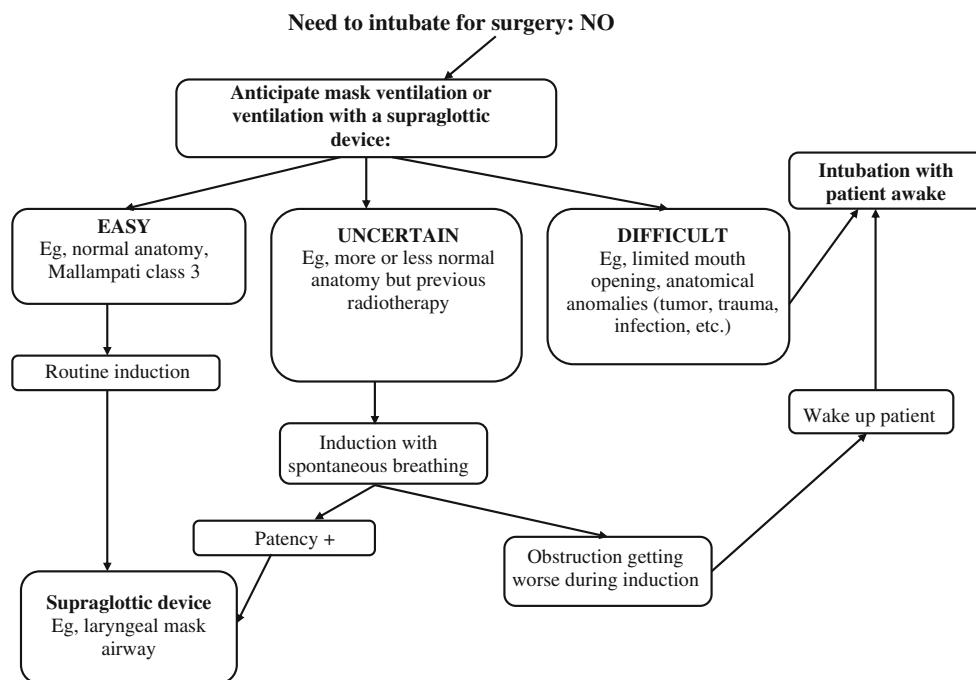 Need to intubate for surgery: NO
Anticipate mask ventilation or
ventilation with a supraglottic
device:
Intubation with
patient awake
EASY
Eg, normal anatomy,
Mallampati class 3
UNCERTAIN
Eg, more or less normal
anatomy but previous
radiotherapy
DIFFICULT
Eg, limited mouth
opening, anatomical
anomalies (tumor, trauma,
infection, etc.)
Routine induction
Wake up patient
Induction with
spontaneous breathing
Patency +
Obstruction getting
worse during induction
Supraglottic device
Eg, laryngeal mask
airway